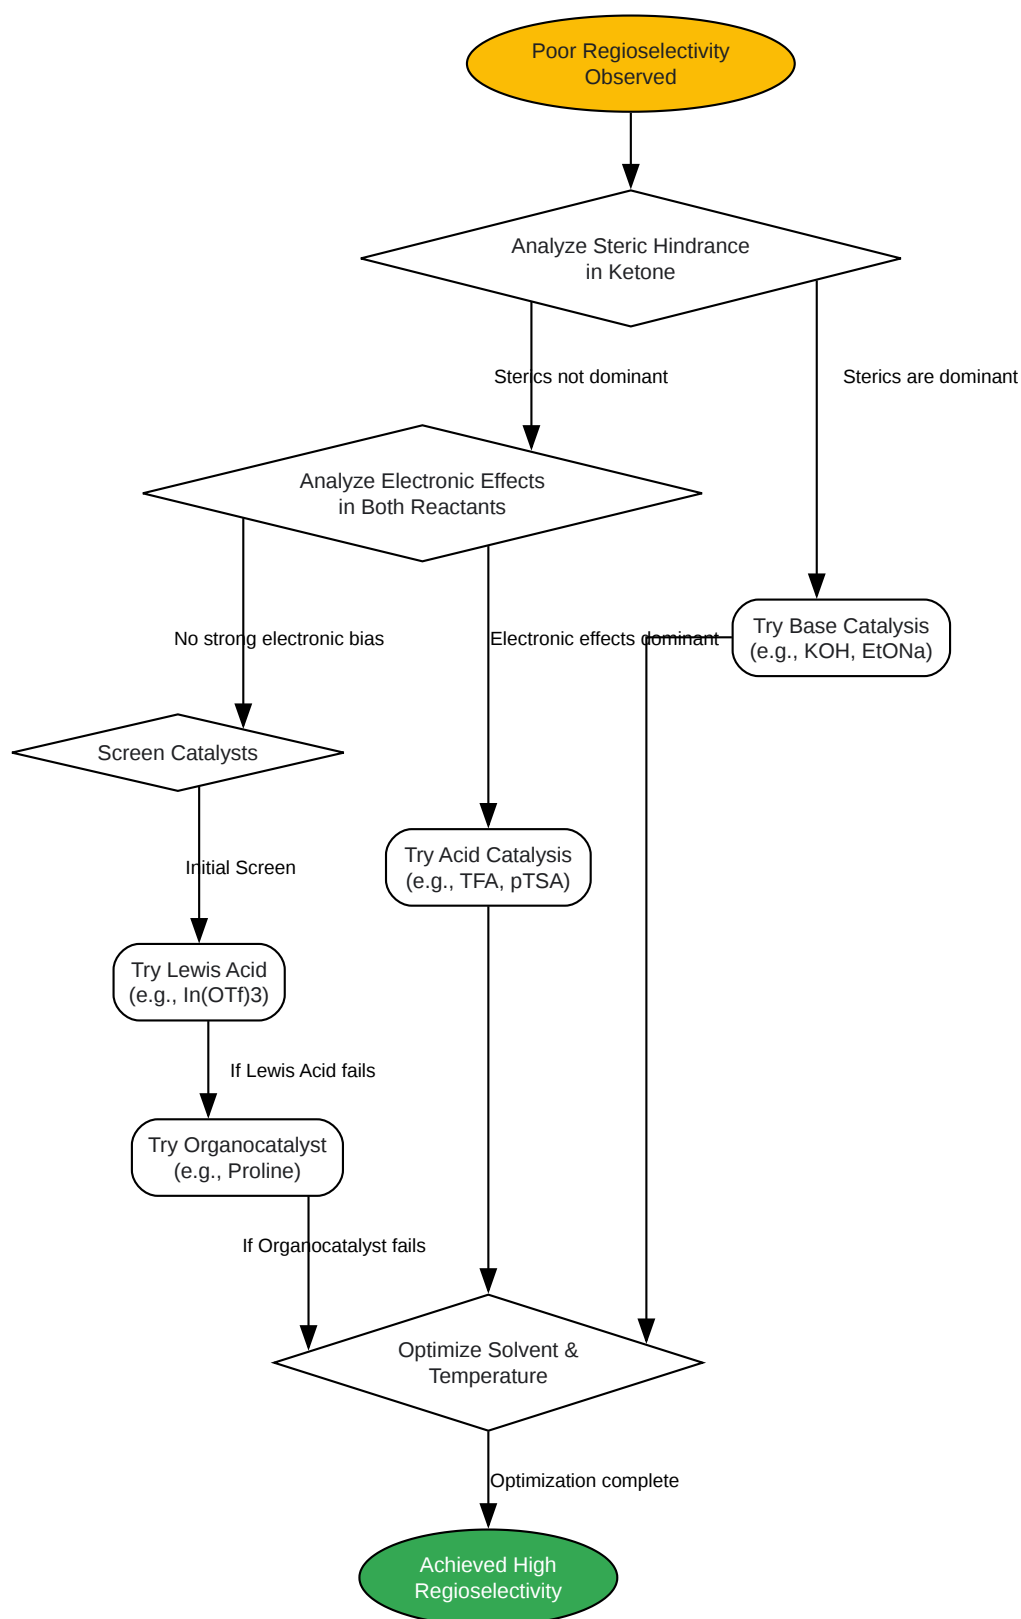 Poor Regioselectivity
Observed
Analyze Steric Hindrance
in Ketone
Sterics not dominant
Sterics are dominant
Analyze Electronic Effects
in Both Reactants
No strong electronic bias
Electronic effects dominant
Try Base Catalysis
(e.g., KOH, EtONa)
Screen Catalysts
Initial Screen
Try Acid Catalysis
(e.g., TFA, pTSA)
Try Lewis Acid
(e.g., In(OTf)3)
If Lewis Acid fails
Try Organocatalyst
(e.g., Proline)
If Organocatalyst fails
Optimize Solvent &
Temperature
Optimization complete
Achieved High
Regioselectivity